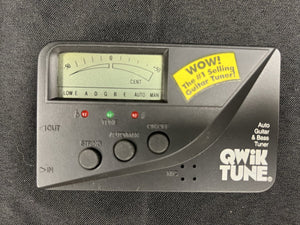 WOW!
The #1 Selling
Guitar Tuner!
CENT
LOW E A D G B E AUTO MAN
TUNE
OUT
IN
MIC
Auto
Guitar
& Bass
Tuner
QWIK
TUNE®